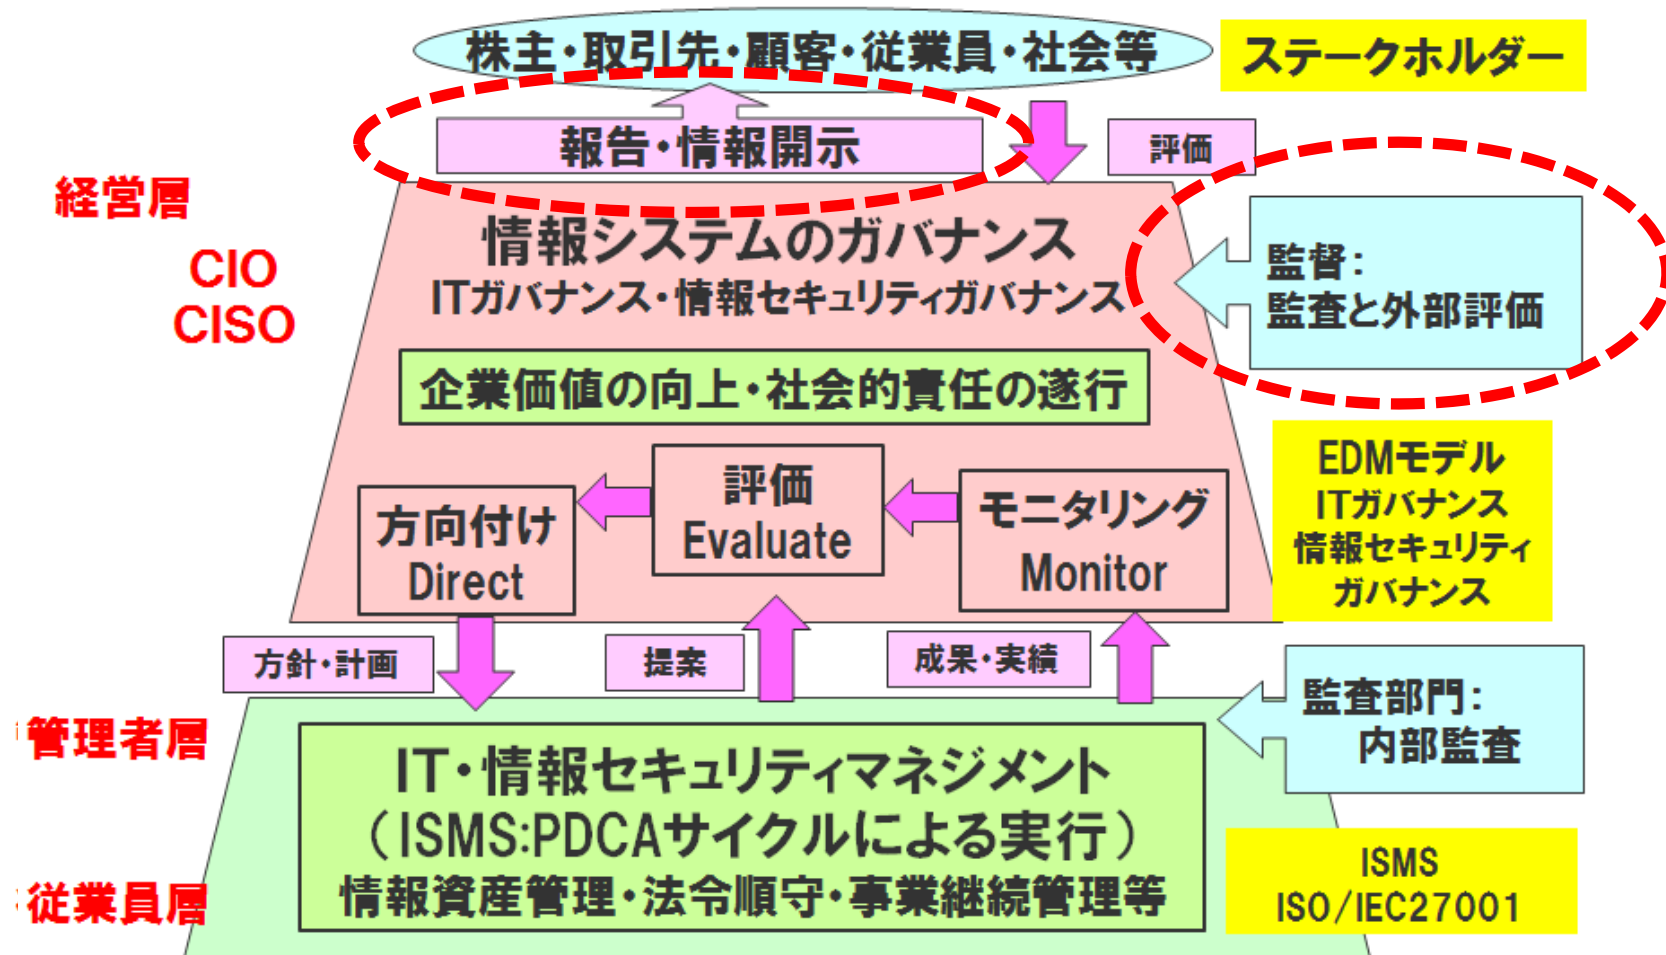 株主・取引先・顧客・従業員・社会等
ステークホルダー
報告・情報開示
評価
経営層
CIO
CISO
情報システムのガバナンス
ITガバナンス・情報セキュリティガバナンス
監督：
監査と外部評価
企業価値の向上・社会的責任の遂行
方向付け
Direct
評価
Evaluate
モニタリング
Monitor
EDMモデル
ITガバナンス
情報セキュリティ
ガバナンス
方針・計画
提案
成果・実績
監査部門：
内部監査
管理者層
IT・情報セキュリティマネジメント
（ISMS:PDCAサイクルによる実行）
情報資産管理・法令順守・事業継続管理等
従業員層
ISMS
ISO/IEC27001